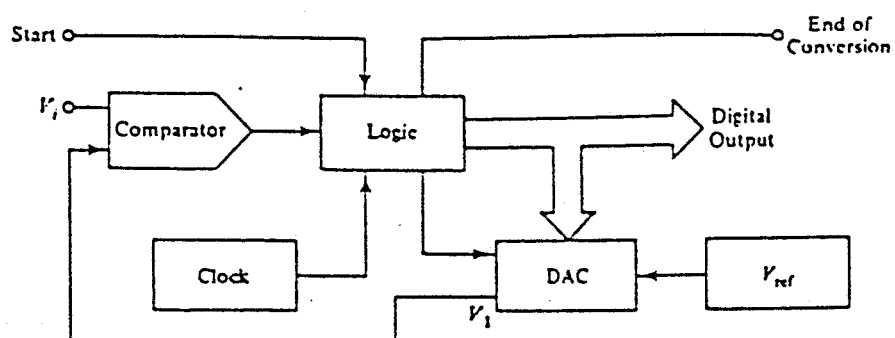 Start
End of
Conversion
V_i
Comparator
Logic
Digital
Output
Clock
DAC
V_ref
V_1